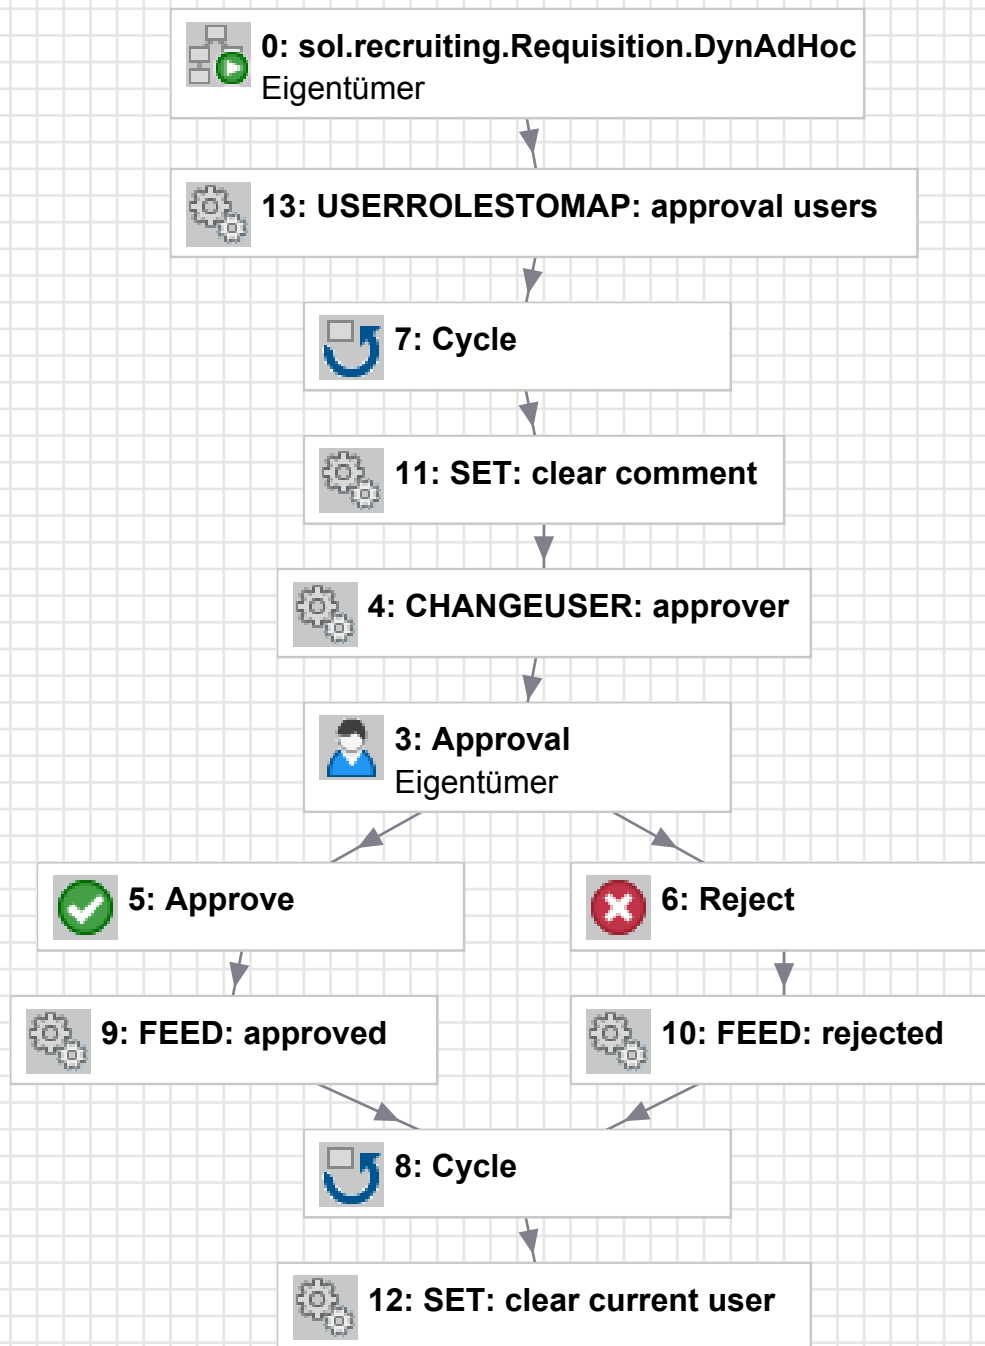 0: sol.recruiting.Requisition.DynAdHoc
Eigentümer
13: USERROLESTOMAP: approval users
7: Cycle
11: SET: clear comment
4: CHANGEUSER: approver
3: Approval
Eigentümer
5: Approve
6: Reject
9: FEED: approved
10: FEED: rejected
8: Cycle
12: SET: clear current user